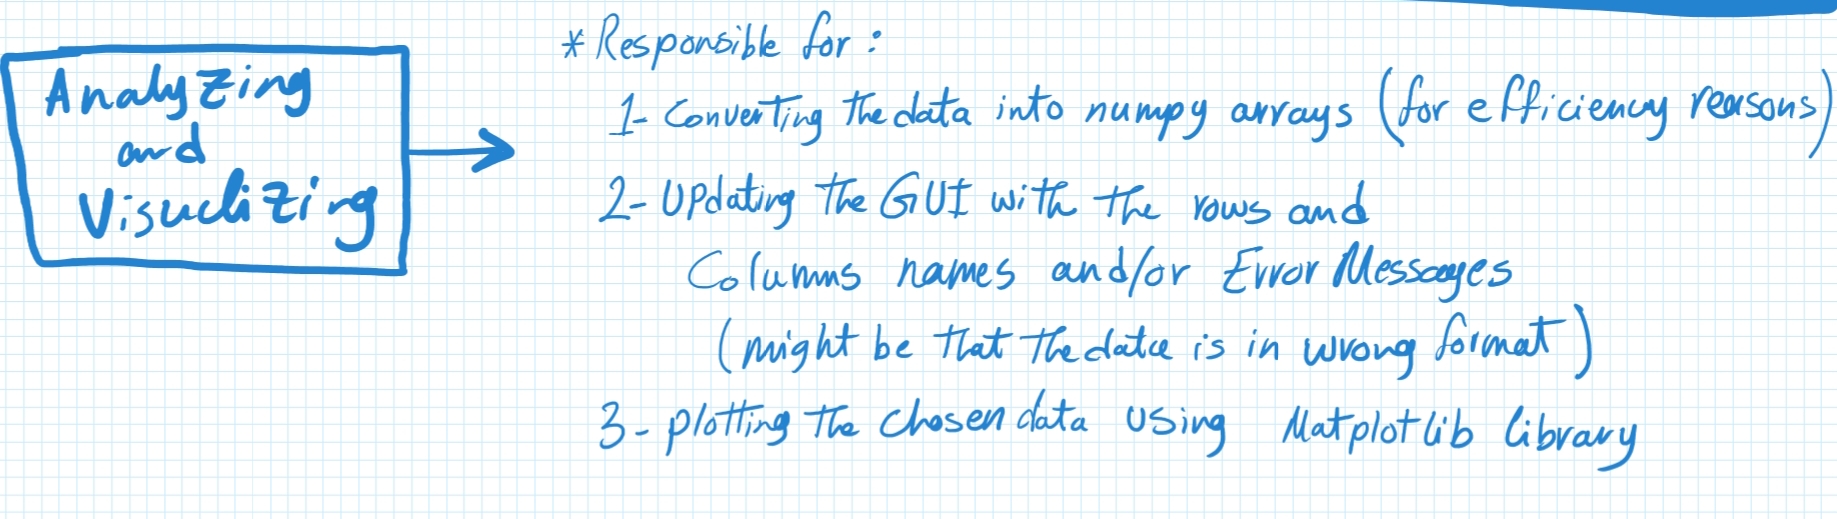 Analyzing
and
Visualizing
* Responsible for:
1- Converting the data into numpy arrays (for efficiency reasons)
2- Updating the GUI with the rows and
Columns names and/or Error Messages
(might be that the data is in wrong format)
3- plotting the chosen data using Matplotlib library